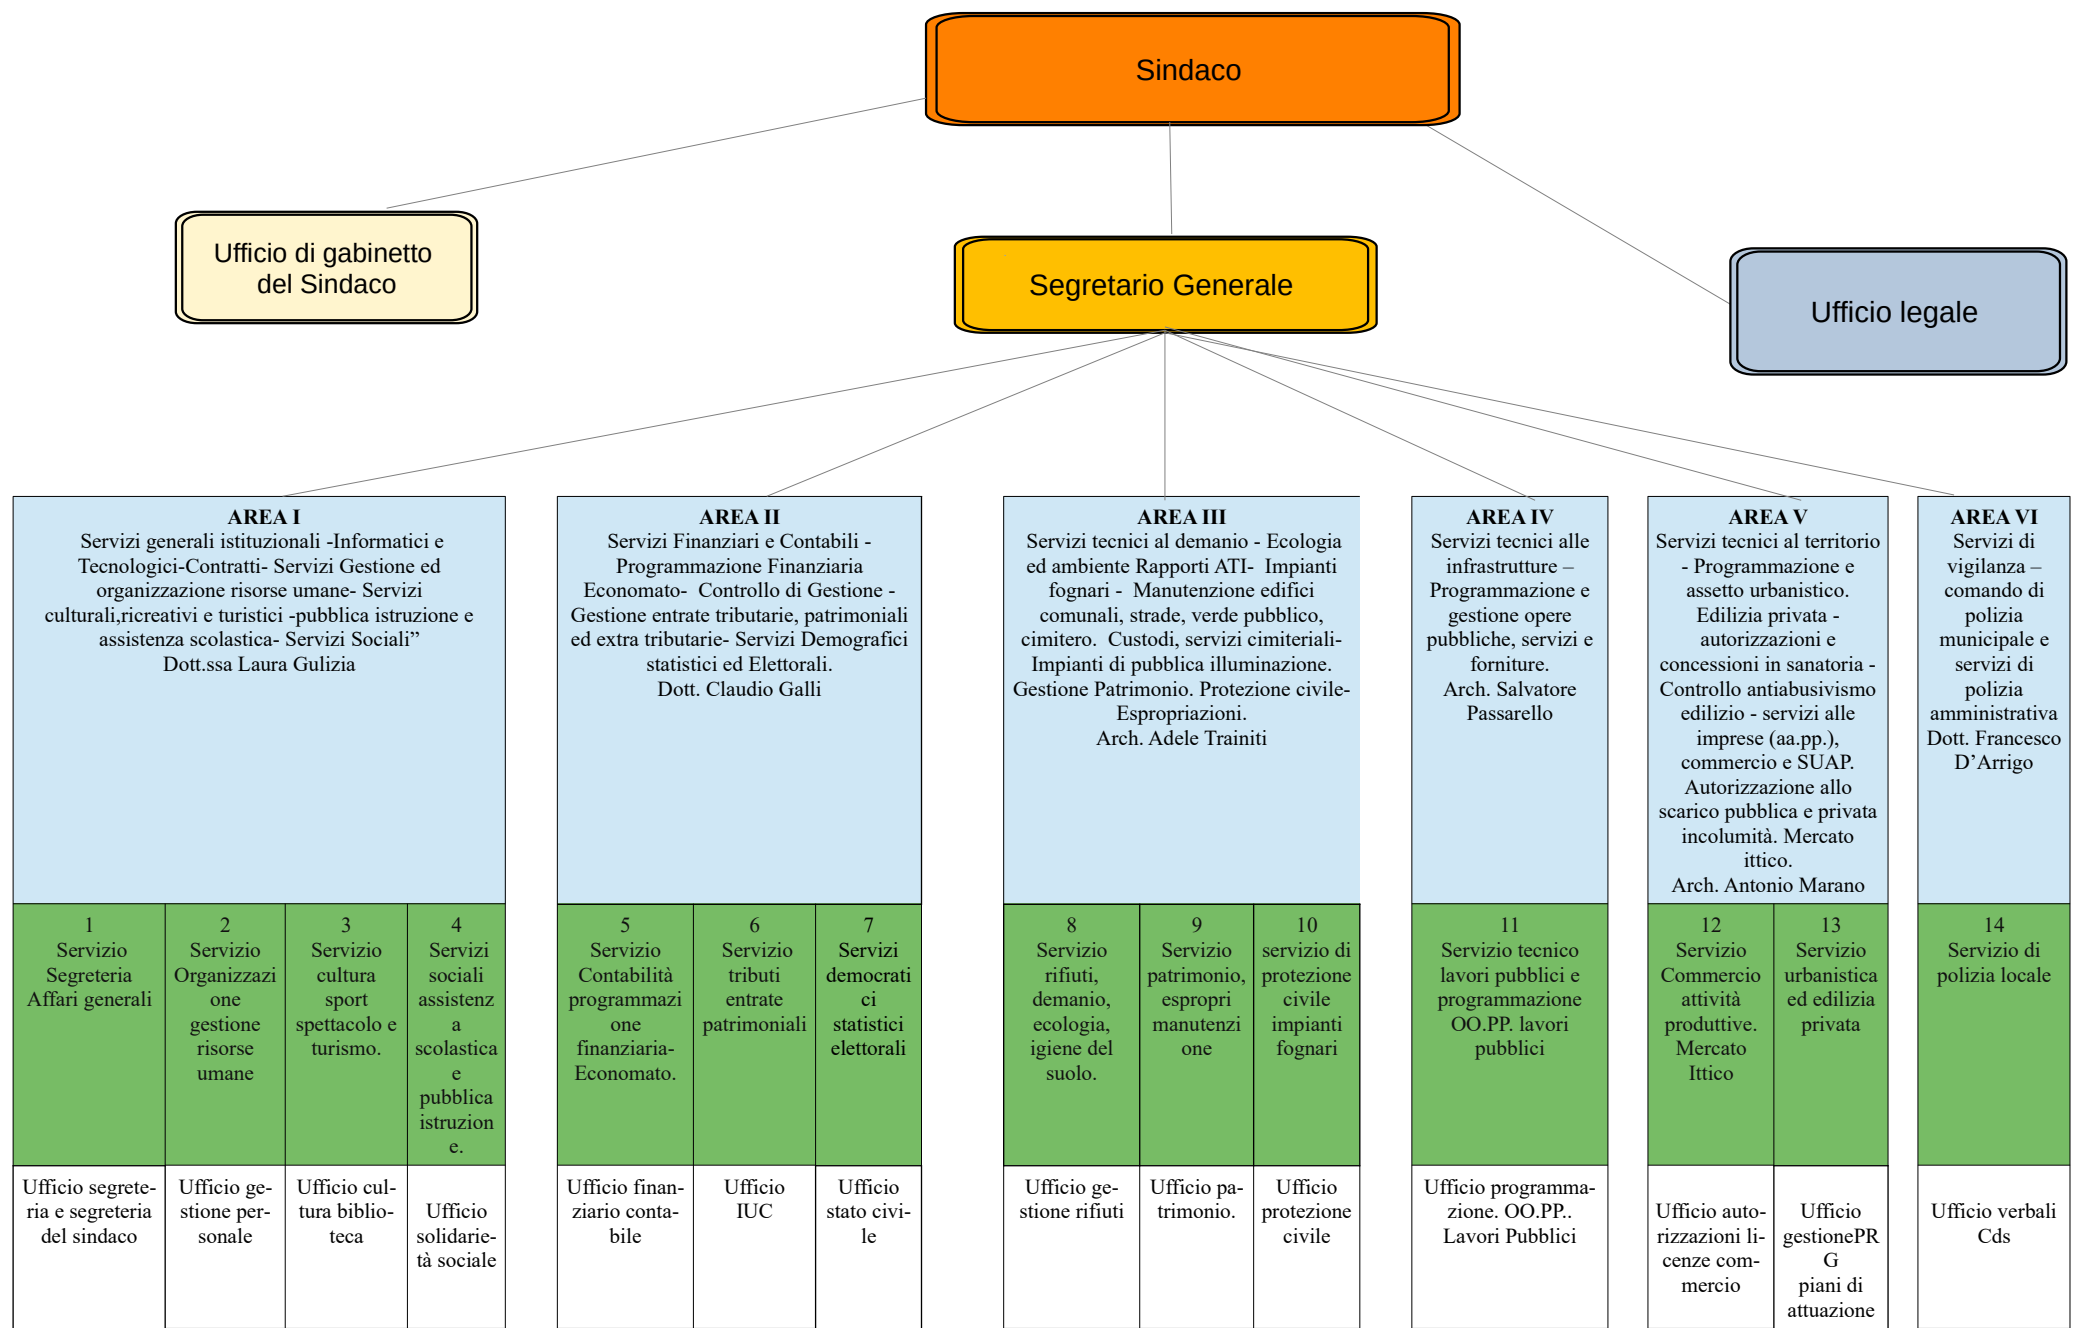 Sindaco
Ufficio di gabinetto
del Sindaco
Segretario Generale
Ufficio legale
AREA I
Servizi generali istituzionali -Informatici e
Tecnologici-Contratti- Servizi Gestione ed
organizzazione risorse umane- Servizi
culturali,ricreativi e turistici -pubblica istruzione e
assistenza scolastica- Servizi Sociali”
Dott.ssa Laura Gulizia
AREA II
Servizi Finanziari e Contabili -
Programmazione Finanziaria
Economato-  Controllo di Gestione -
Gestione entrate tributarie, patrimoniali
ed extra tributarie- Servizi Demografici
statistici ed Elettorali.
Dott. Claudio Galli
AREA III
Servizi tecnici al demanio - Ecologia
ed ambiente Rapporti ATI-  Impianti
fognari -  Manutenzione edifici
comunali, strade, verde pubblico,
cimitero.  Custodi, servizi cimiteriali-
Impianti di pubblica illuminazione.
Gestione Patrimonio. Protezione civile-
Espropriazioni.
Arch. Adele Trainiti
AREA IV
Servizi tecnici alle
infrastrutture –
Programmazione e
gestione opere
pubbliche, servizi e
forniture.
Arch. Salvatore
Passarello
AREA V
Servizi tecnici al territorio
- Programmazione e
assetto urbanistico.
Edilizia privata -
autorizzazioni e
concessioni in sanatoria -
Controllo antiabusivismo
edilizio - servizi alle
imprese (aa.pp.),
commercio e SUAP.
Autorizzazione allo
scarico pubblica e privata
incolumità. Mercato
ittico.
Arch. Antonio Marano
AREA VI
Servizi di
vigilanza –
comando di
polizia
municipale e
servizi di
polizia
amministrativa
Dott. Francesco
D’Arrigo
1
Servizio
Segreteria
Affari generali
2
Servizio
Organizzazi
one
gestione
risorse
umane
3
Servizio
cultura
sport
spettacolo e
turismo.
4
Servizi
sociali
assistenz
a
scolastica
e
pubblica
istruzion
e.
5
Servizio
Contabilità
programmazi
one
finanziaria-
Economato.
6
Servizio
tributi
entrate
patrimoniali
7
Servizi
democrati
ci
statistici
elettorali
8
Servizio
rifiuti,
demanio,
ecologia,
igiene del
suolo.
9
Servizio
patrimonio,
espropri
manutenzi
one
10
servizio di
protezione
civile
impianti
fognari
11
Servizio tecnico
lavori pubblici e
programmazione
OO.PP. lavori
pubblici
12
Servizio
Commercio
attività
produttive.
Mercato
Ittico
13
Servizio
urbanistica
ed edilizia
privata
14
Servizio di
polizia locale
Ufficio segrete-
ria e segreteria
del sindaco
Ufficio ge-
stione per-
sonale
Ufficio cul-
tura biblio-
teca
Ufficio
solidarie-
tà sociale
Ufficio finan-
ziario conta-
bile
Ufficio
IUC
Ufficio
stato civi-
le
Ufficio ge-
stione rifiuti
Ufficio pa-
trimonio.
Ufficio
protezione
civile
Ufficio programma-
zione. OO.PP..
Lavori Pubblici
Ufficio auto-
rizzazioni li-
cenze com-
mercio
Ufficio
gestionePR
G
piani di
attuazione
Ufficio verbali
Cds